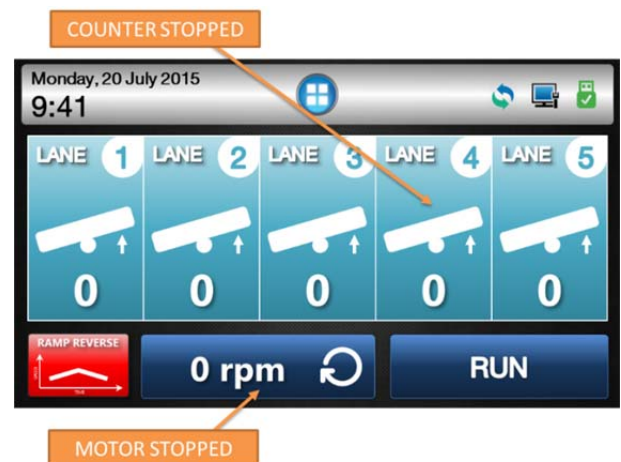 COUNTER STOPPED
Monday, 20 July 2015
9:41
LANE 1 LANE 2 LANE 3 LANE 4 LANE 5
0 0 0 0 0
RAMP REVERSE
TIME
0 rpm RUN
MOTOR STOPPED